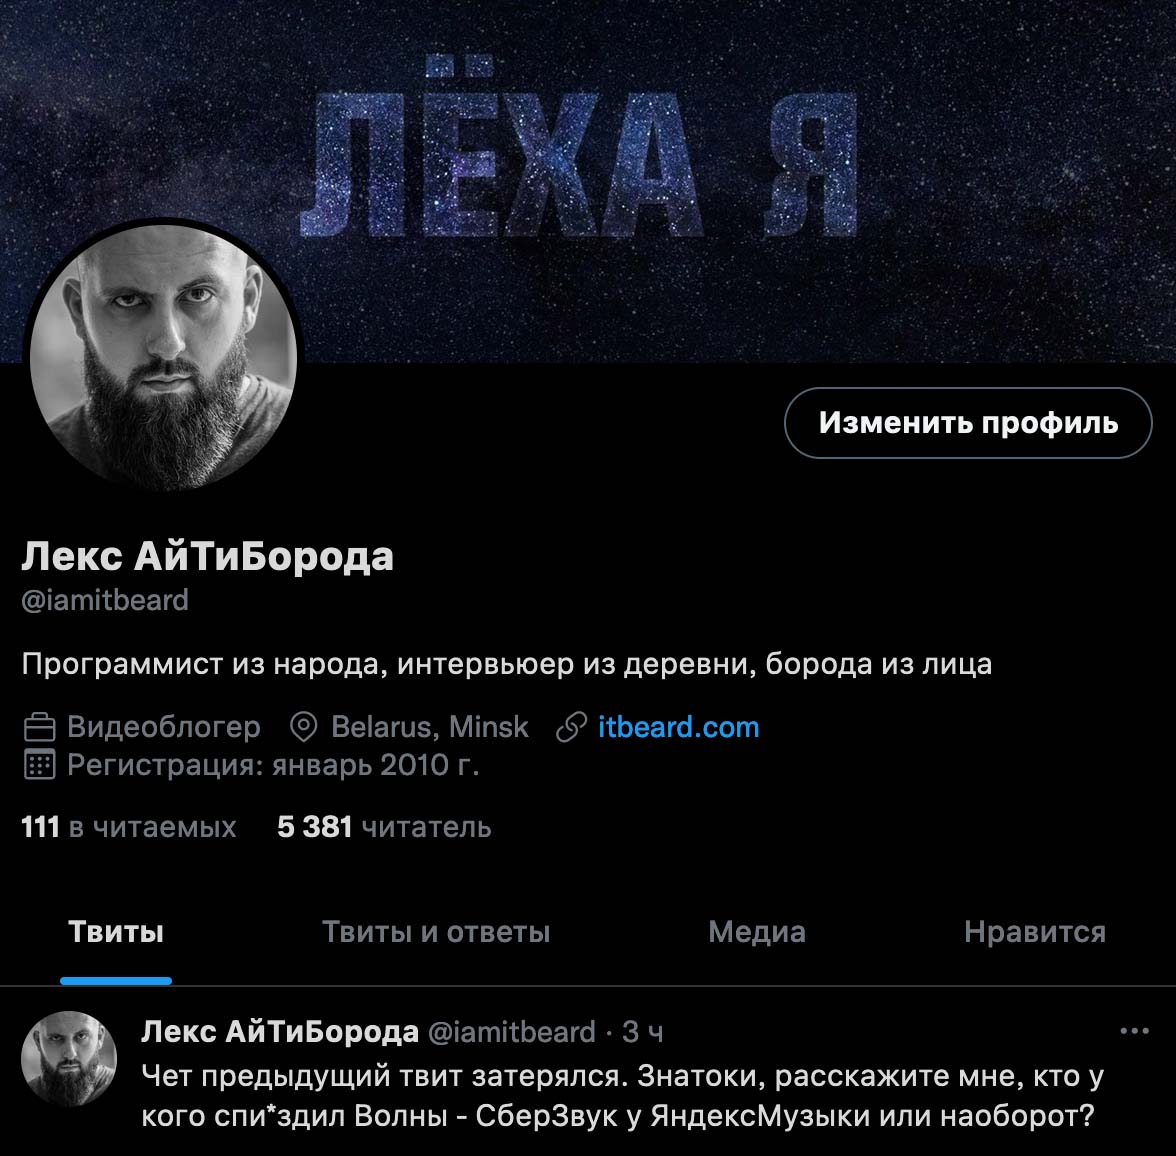 ЛЁХА Я
Изменить профиль
Лекс АйТиБорода
@iamitbeard
Программист из народа, интервьюер из деревни, борода из лица
Видеоблогер Belarus, Minsk itbeard.com
Регистрация: январь 2010 г.
111 в читаемых 5 381 читатель
Твиты Твиты и ответы Медиа Нравится
Лекс АйТиБорода @iamitbeard · 3 ч
Чет предыдущий твит затерялся. Знатоки, расскажите мне, кто у
кого спи*здил Волны - СберЗвук у ЯндексМузыки или наоборот?